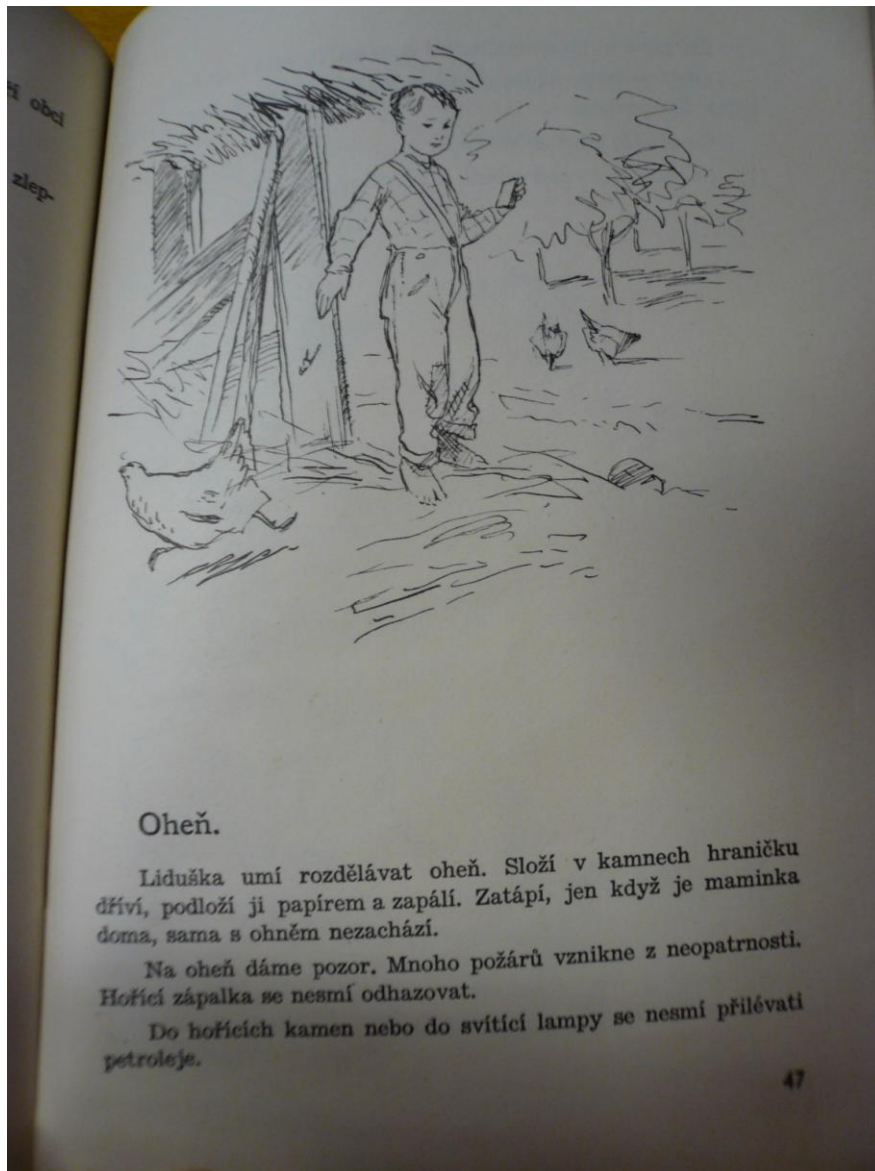 ří obci
zlep-
Oheň.
Liduška umí rozdělávat oheň. Složí v kamnech hraničku
dříví, podloží ji papírem a zapálí. Zatápí, jen když je maminka
doma, sama s ohněm nezachází.
Na oheň dáme pozor. Mnoho požárů vznikne z neopatrnosti.
Hořící zápalka se nesmí odhazovat.
Do hořících kamen nebo do svítící lampy se nesmí přilévati
petroleje.
47